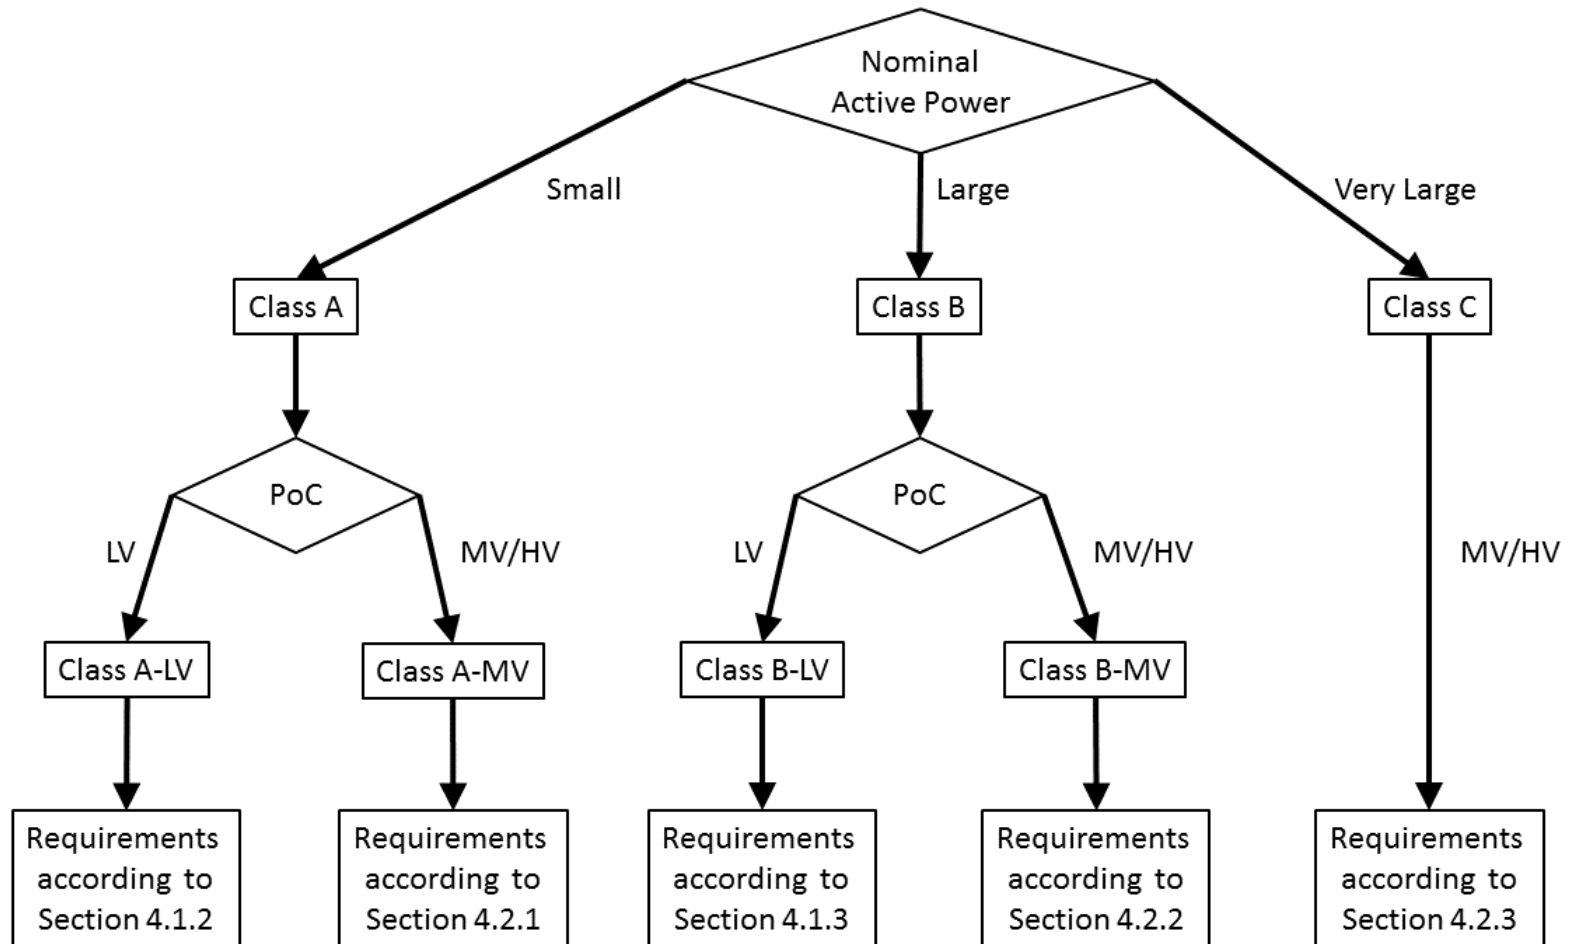 Nominal
Active Power
Small
Large
Very Large
Class A
Class B
Class C
PoC
PoC
LV
MV/HV
LV
MV/HV
MV/HV
Class A-LV
Class A-MV
Class B-LV
Class B-MV
Requirements
according to
Section 4.1.2
Requirements
according to
Section 4.2.1
Requirements
according to
Section 4.1.3
Requirements
according to
Section 4.2.2
Requirements
according to
Section 4.2.3